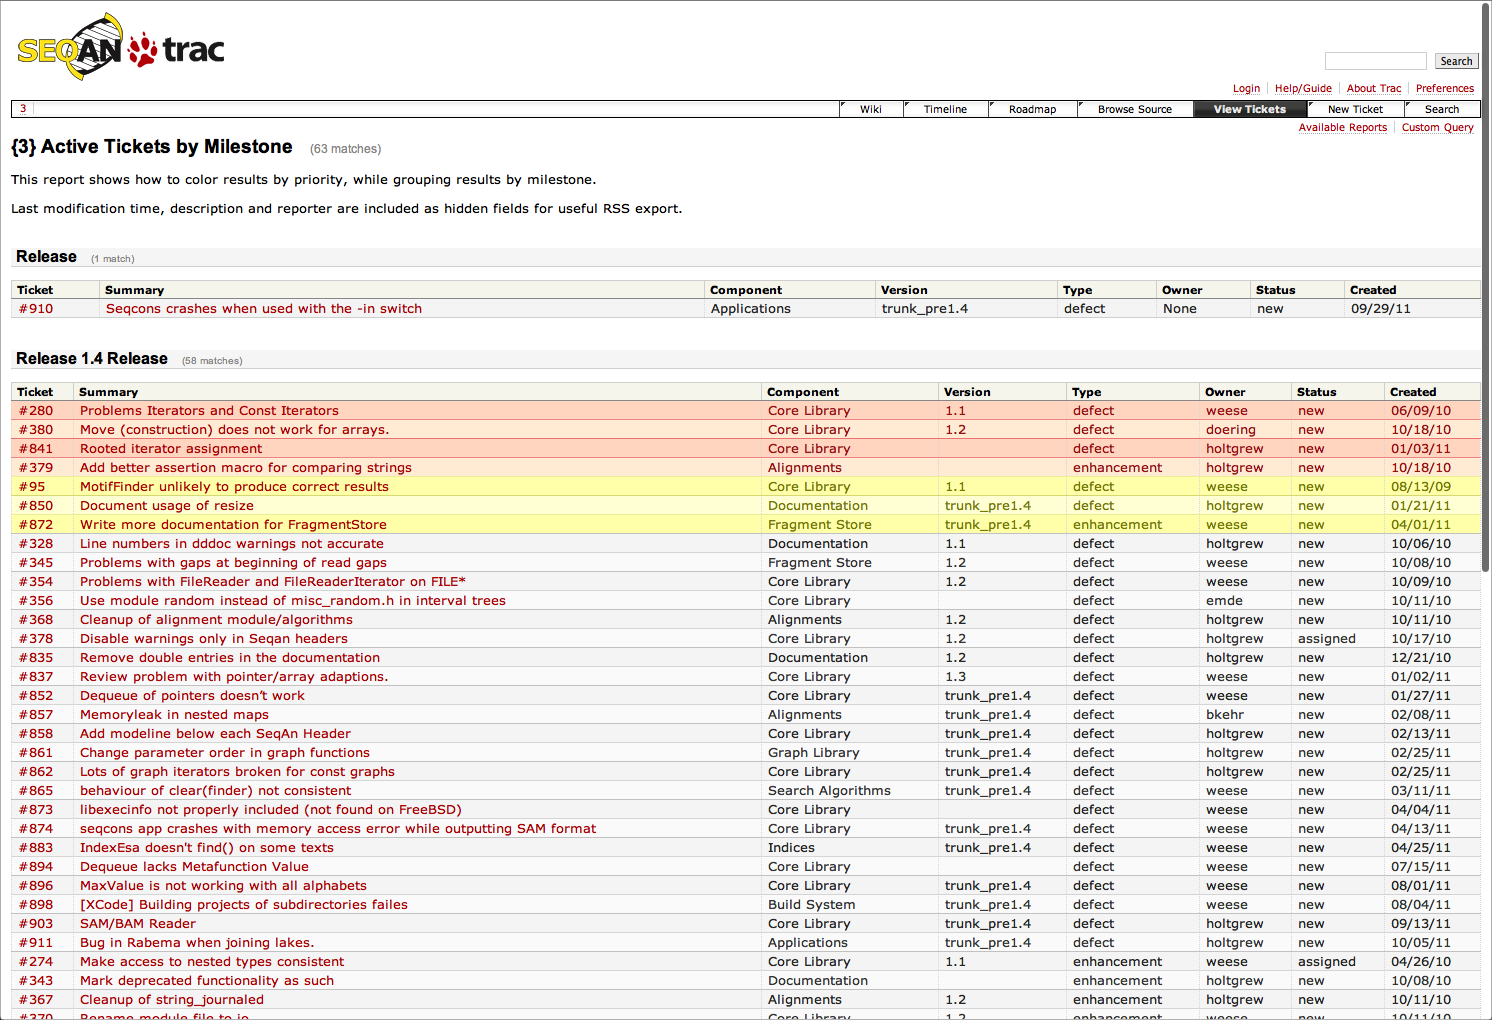 SEQAN trac
Search
Login Help/Guide About Trac Preferences
3 Wiki Timeline Roadmap Browse Source View Tickets New Ticket Search
Available Reports Custom Query
{3} Active Tickets by Milestone (63 matches)
This report shows how to color results by priority, while grouping results by milestone.
Last modification time, description and reporter are included as hidden fields for useful RSS export.
Release (1 match)
Ticket Summary Component Version Type Owner Status Created
#910 Seqcons crashes when used with the -in switch Applications trunk_pre1.4 defect None new 09/29/11
Release 1.4 Release (58 matches)
Ticket Summary Component Version Type Owner Status Created
#280 Problems Iterators and Const Iterators Core Library 1.1 defect weese new 06/09/10
#380 Move (construction) does not work for arrays. Core Library 1.2 defect doering new 10/18/10
#841 Rooted iterator assignment Core Library defect holtgrew new 01/03/11
#379 Add better assertion macro for comparing strings Alignments enhancement holtgrew new 10/18/10
#95 MotifFinder unlikely to produce correct results Core Library 1.1 defect weese new 08/13/09
#850 Document usage of resize Documentation trunk_pre1.4 defect holtgrew new 01/21/11
#872 Write more documentation for FragmentStore Fragment Store trunk_pre1.4 enhancement weese new 04/01/11
#328 Line numbers in dddoc warnings not accurate Documentation 1.1 defect holtgrew new 10/06/10
#345 Problems with gaps at beginning of read gaps Fragment Store 1.2 defect weese new 10/08/10
#354 Problems with FileReader and FileReaderIterator on FILE* Core Library 1.2 defect weese new 10/09/10
#356 Use module random instead of misc_random.h in interval trees Core Library defect emde new 10/11/10
#368 Cleanup of alignment module/algorithms Alignments 1.2 defect holtgrew new 10/11/10
#378 Disable warnings only in Seqan headers Core Library 1.2 defect holtgrew assigned 10/17/10
#835 Remove double entries in the documentation Documentation 1.2 defect holtgrew new 12/21/10
#837 Review problem with pointer/array adaptions. Core Library 1.3 defect weese new 01/02/11
#852 Dequeue of pointers doesn't work Core Library trunk_pre1.4 defect weese new 01/27/11
#857 Memoryleak in nested maps Alignments trunk_pre1.4 defect bkehr new 02/08/11
#858 Add modeline below each SeqAn Header Core Library trunk_pre1.4 defect holtgrew new 02/13/11
#861 Change parameter order in graph functions Graph Library trunk_pre1.4 defect holtgrew new 02/25/11
#862 Lots of graph iterators broken for const graphs Core Library trunk_pre1.4 defect holtgrew new 02/25/11
#865 behaviour of clear(finder) not consistent Search Algorithms trunk_pre1.4 defect weese new 03/11/11
#873 libexecinfo not properly included (not found on FreeBSD) Core Library defect weese new 04/04/11
#874 seqcons app crashes with memory access error while outputting SAM format Core Library trunk_pre1.4 defect weese new 04/13/11
#883 IndexEsa doesn't find() on some texts Indices trunk_pre1.4 defect weese new 04/25/11
#894 Dequeue lacks Metafunction Value Core Library defect weese new 07/15/11
#896 MaxValue is not working with all alphabets Core Library trunk_pre1.4 defect weese new 08/01/11
#898 [XCode] Building projects of subdirectories failes Build System trunk_pre1.4 defect weese new 08/04/11
#903 SAM/BAM Reader Core Library trunk_pre1.4 defect holtgrew new 09/13/11
#911 Bug in Rabema when joining lakes. Applications trunk_pre1.4 defect holtgrew new 10/05/11
#274 Make access to nested types consistent Core Library 1.1 enhancement weese assigned 04/26/10
#343 Mark deprecated functionality as such Documentation enhancement holtgrew new 10/08/10
#367 Cleanup of string_journaled Alignments 1.2 enhancement holtgrew new 10/11/10
#370 Rename module file to io Core Library 1.2 enhancement holtgrew new 10/11/10